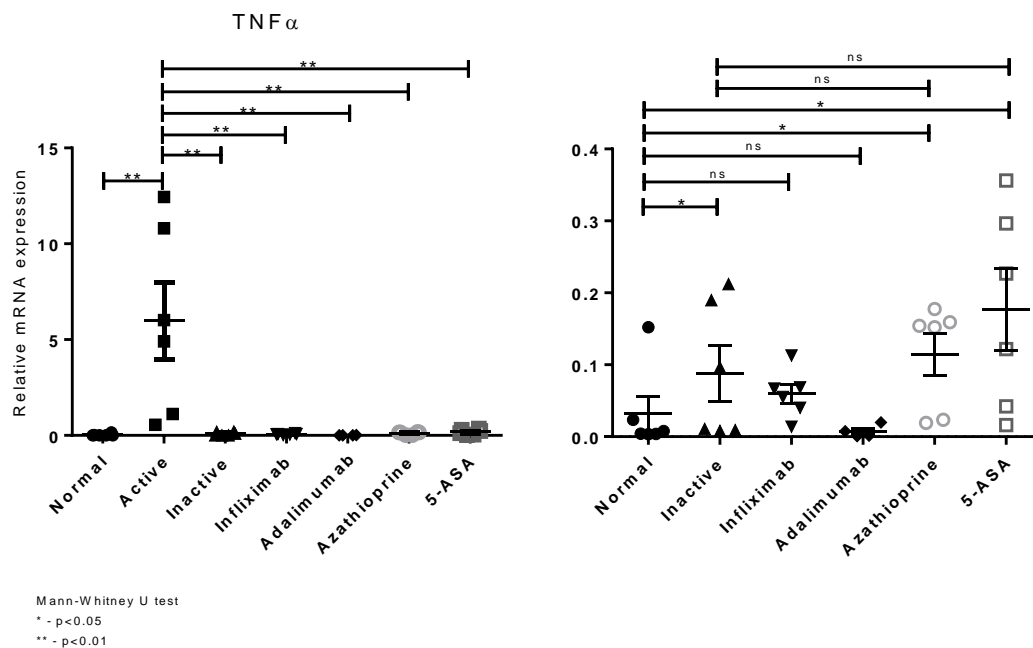 TNFα
**
**
**
**
**
**
15
10
5
0
Relative mRNA expression
Normal
Active
Inactive
Infliximab
Adalimumab
Azathioprine
5-ASA
ns
ns
*
*
ns
ns
*
0.4
0.3
0.2
0.1
0.0
Normal
Inactive
Infliximab
Adalimumab
Azathioprine
5-ASA
Mann-Whitney U test
* - p<0.05
** - p<0.01